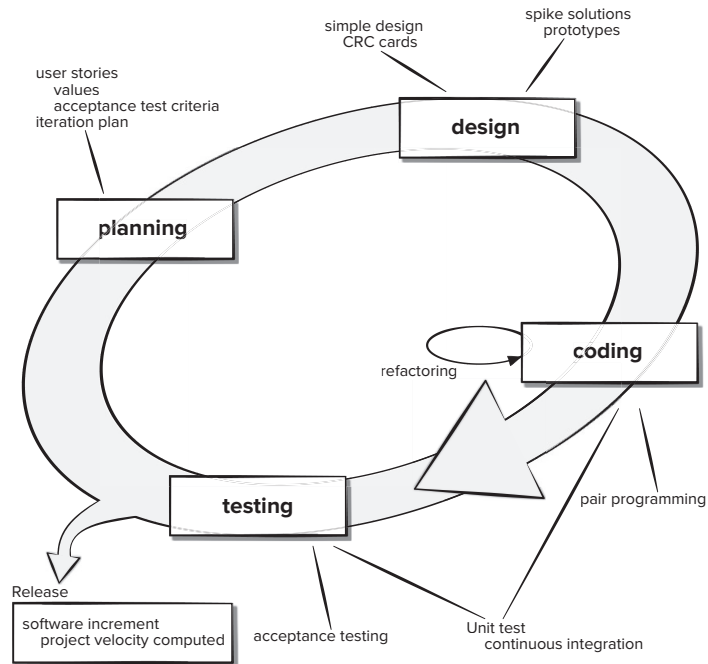 spike solutions
prototypes
simple design
CRC cards
user stories
values
acceptance test criteria
iteration plan
design
planning
coding
refactoring
testing
pair programming
Release
software increment
project velocity computed
acceptance testing
Unit test
continuous integration